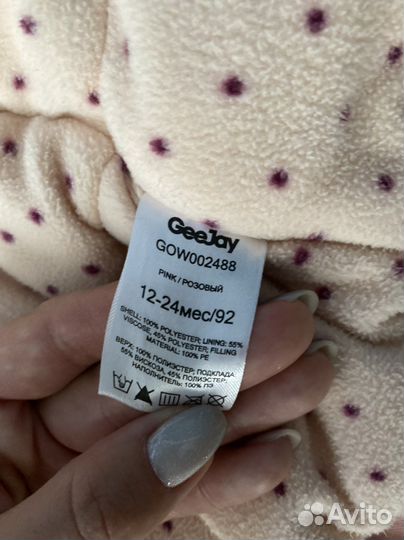 GeeJay
GOW002488
PINK / РОЗОВЫЙ
12-24мес/92
SHELL: 100% POLYESTER; LINING: 55%
VISCOSE, 45% POLYESTER; FILLING
MATERIAL: 100% PE
ВЕРХ: 100% ПОЛИЭСТЕР; ПОДКЛАДА:
55% ВИСКОЗА, 45% ПОЛИЭСТЕР;
НАПОЛНИТЕЛЬ: 100% ПЭ
Avito